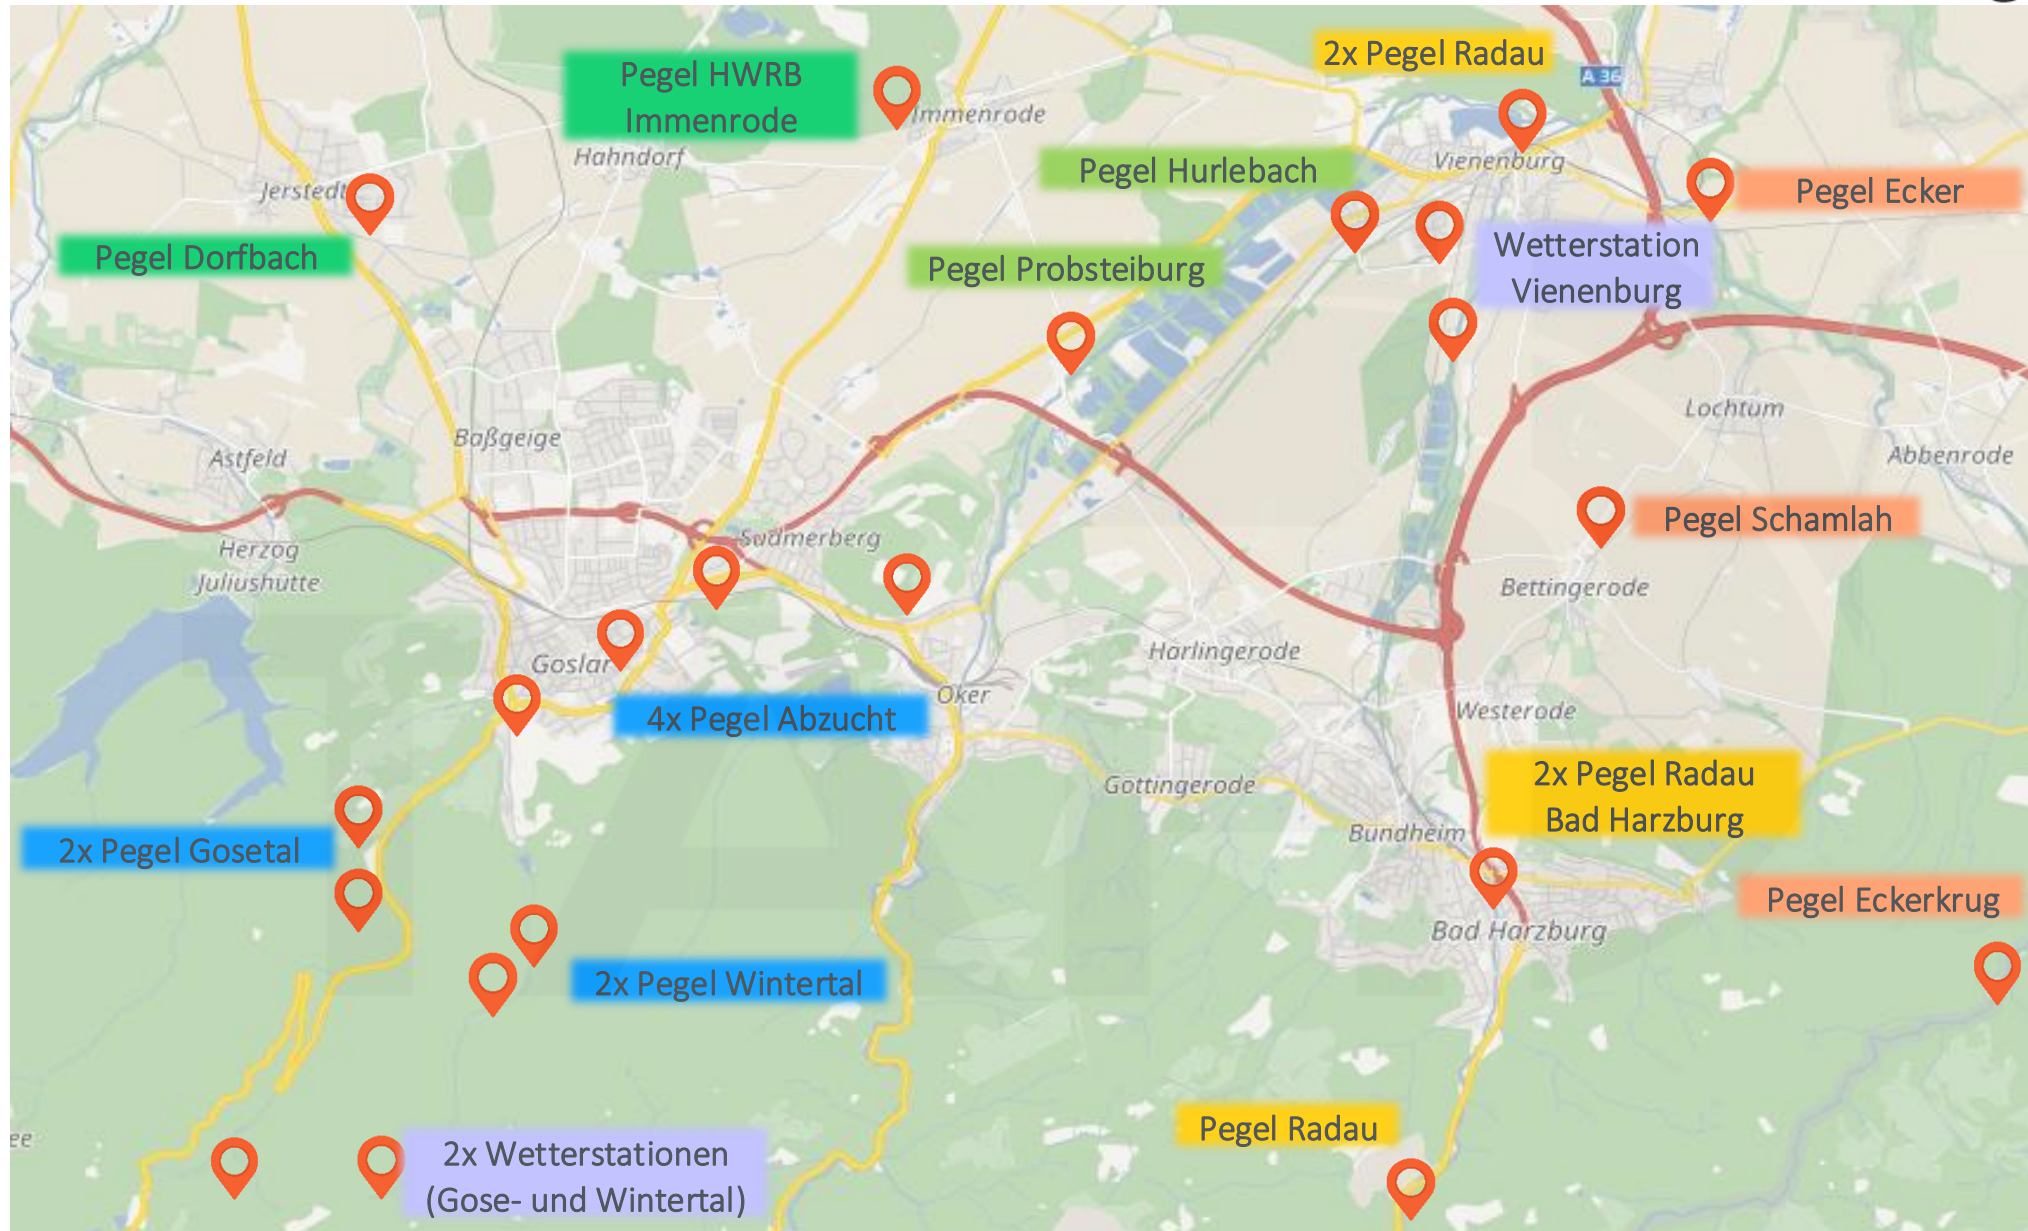 2x Pegel Radau
A 36
Pegel HWRB
Immenrode
Immenrode
Hahndorf
Vienenburg
Pegel Hurlebach
Jerstedt
Pegel Ecker
Pegel Dorfbach
Pegel Probsteiburg
Wetterstation
Vienenburg
Lochtum
Baßgeige
Astfeld
Abbenrode
Pegel Schamlah
Sudmerberg
Herzog
Juliushütte
Bettingerode
Goslar
Harlingerode
Oker
4x Pegel Abzucht
Westerode
2x Pegel Radau
Bad Harzburg
Göttingerode
Bundheim
2x Pegel Gosetal
Pegel Eckerkrug
Bad Harzburg
2x Pegel Wintertal
Pegel Radau
ee
2x Wetterstationen
(Gose- und Wintertal)